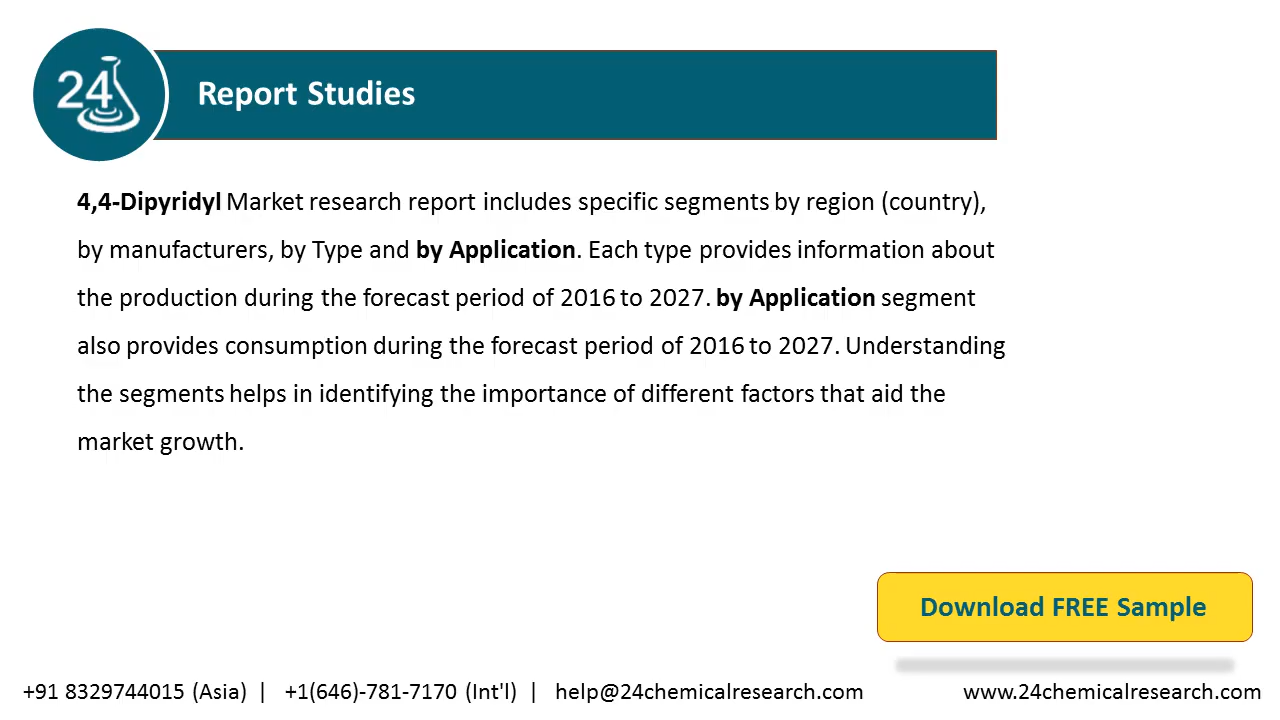 24
Report Studies
4,4-Dipyridyl Market research report includes specific segments by region (country),
by manufacturers, by Type and by Application. Each type provides information about
the production during the forecast period of 2016 to 2027. by Application segment
also provides consumption during the forecast period of 2016 to 2027. Understanding
the segments helps in identifying the importance of different factors that aid the
market growth.
Download FREE Sample
+91 8329744015 (Asia) | +1(646)-781-7170 (Int'l) | help@24chemicalresearch.com www.24chemicalresearch.com